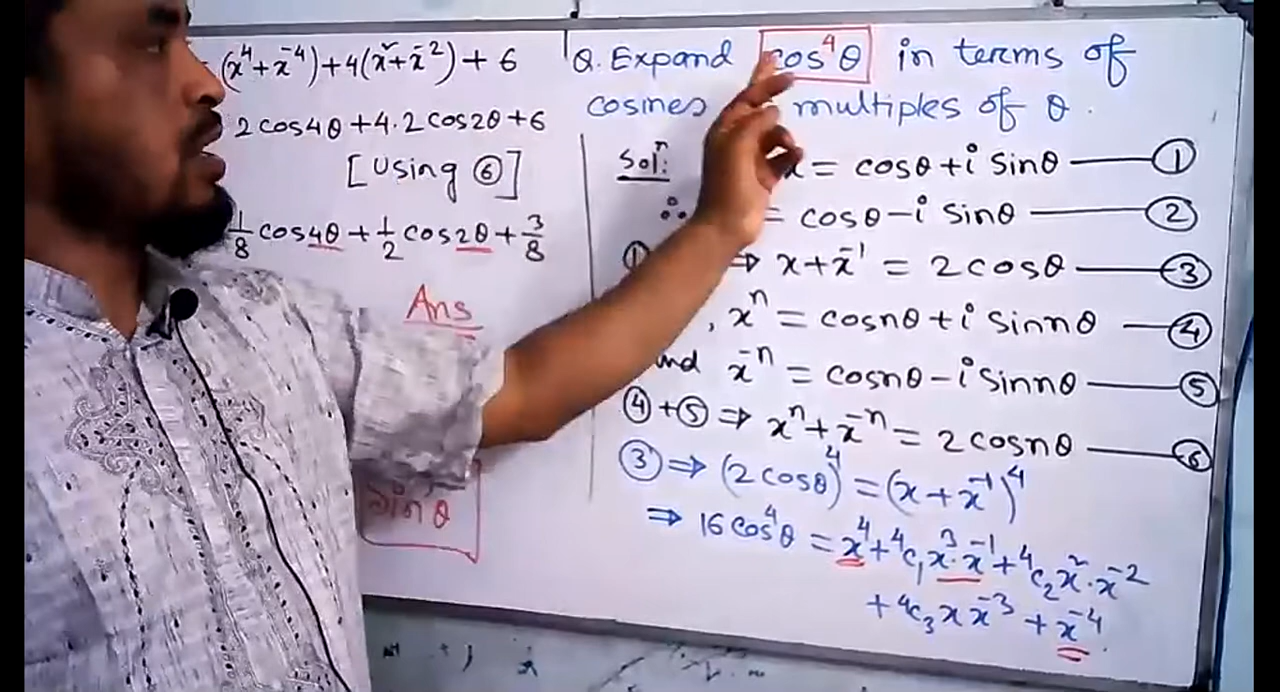 (x⁴+x⁻⁴)+4(x²+x⁻²)+6
2cos4θ+4.2cos2θ+6
[Using ⑥]
1/8 cos4θ+1/2 cos2θ+3/8
Ans
sinθ
Q. Expand cos⁴θ in terms of
cosines multiples of θ.
Solⁿ: x = cosθ+i sinθ — ①
∴ = cosθ-i sinθ — ②
① ⇒ x+x⁻¹ = 2cosθ — ③
, xⁿ = cosnθ+i sinnθ — ④
and x⁻ⁿ = cosnθ-i sinnθ — ⑤
④+⑤ ⇒ xⁿ+x⁻ⁿ = 2cosnθ — ⑥
③ ⇒ (2cosθ)⁴ = (x+x⁻¹)⁴
⇒ 16cos⁴θ = x⁴+⁴c₁x³.x⁻¹+⁴c₂x².x⁻²
+⁴c₃x x⁻³+x⁻⁴.